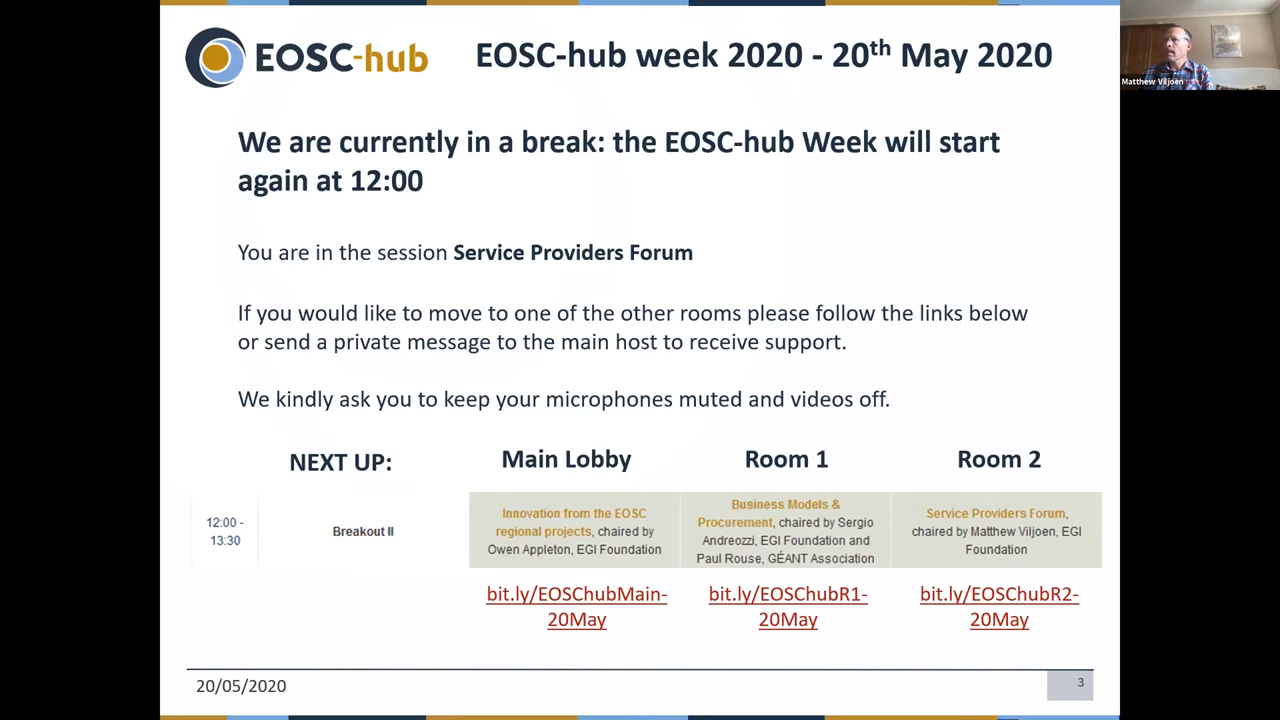 EOSC-hub
EOSC-hub week 2020 - 20th May 2020
Matthew Viljoen
We are currently in a break: the EOSC-hub Week will start
again at 12:00
You are in the session Service Providers Forum
If you would like to move to one of the other rooms please follow the links below
or send a private message to the main host to receive support.
We kindly ask you to keep your microphones muted and videos off.
NEXT UP:
Main Lobby
Room 1
Room 2
12:00 -
13:30
Breakout II
Innovation from the EOSC
regional projects, chaired by
Owen Appleton, EGI Foundation
Business Models &
Procurement, chaired by Sergio
Andreozzi, EGI Foundation and
Paul Rouse, GÉANT Association
Service Providers Forum,
chaired by Matthew Viljoen, EGI
Foundation
bit.ly/EOSChubMain-
20May
bit.ly/EOSChubR1-
20May
bit.ly/EOSChubR2-
20May
20/05/2020
3